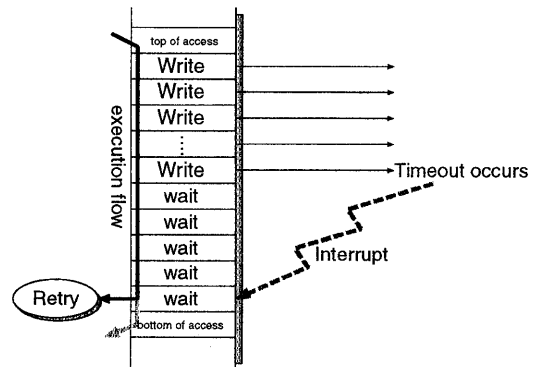 top of access
Write
Write
Write
Write
wait
wait
wait
wait
wait
bottom of access
execution flow
Timeout occurs
Interrupt
Retry